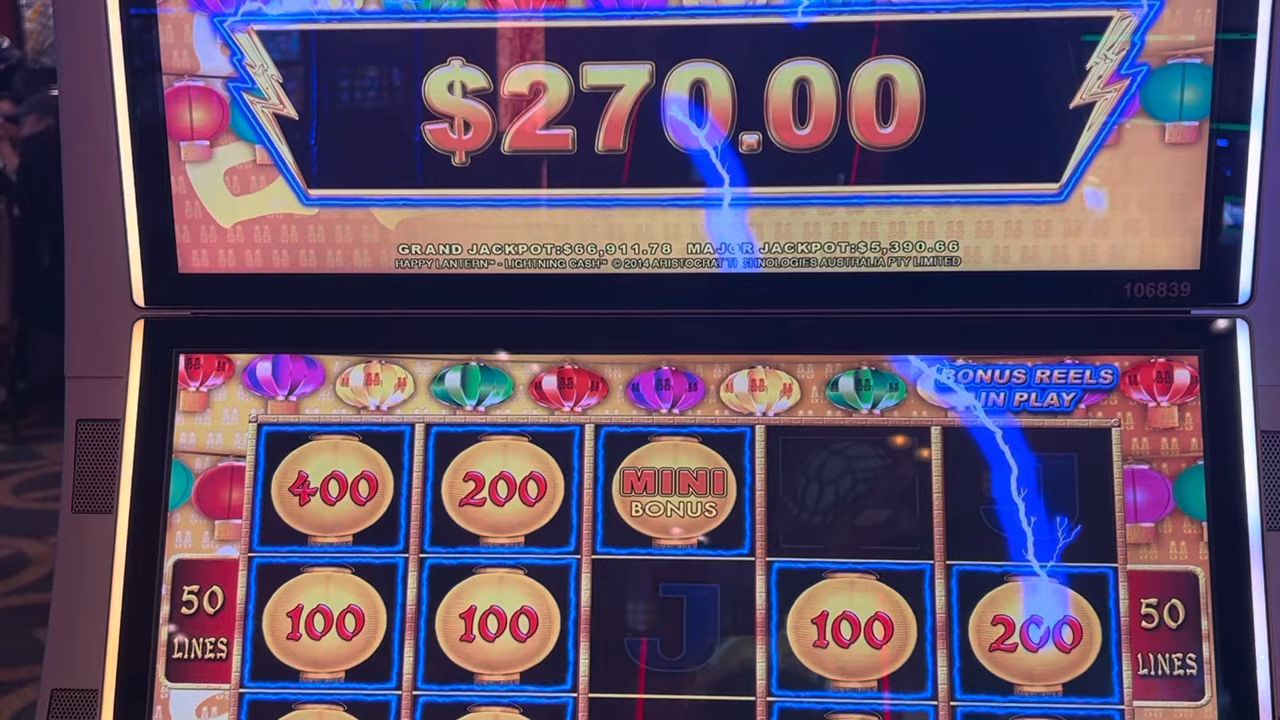 $270.00
GRAND JACKPOT:$66,911.78 MAJOR JACKPOT:$5,390.66
HAPPY LANTERN™ - LIGHTNING CASH™ © 2014 ARISTOCRAT TECHNOLOGIES AUSTRALIA PTY LIMITED
106839
BONUS REELS
IN PLAY
400 200 MINI
BONUS
50
LINES
100 100 J 100 200
50
LINES